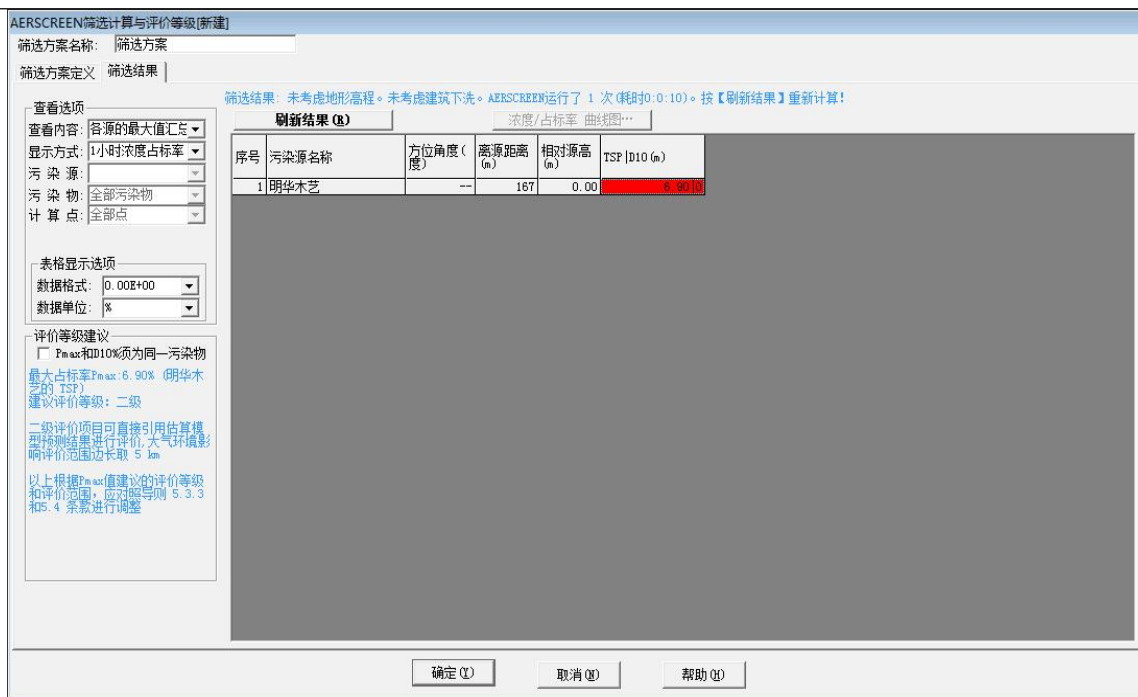 AERSCREEN筛选计算与评价等级[新建]
筛选方案名称: 筛选方案
筛选方案定义 筛选结果
筛选结果: 未考虑地形高程。未考虑建筑下洗。AERSCREEN运行了 1 次(耗时0:0:10)。按【刷新结果】重新计算!
查看选项
查看内容: 各源的最大值汇总
显示方式: 1小时浓度占标率
污 染 源:
污 染 物: 全部污染物
计 算 点: 全部点
表格显示选项
数据格式: 0.00E+00
数据单位: %
评价等级建议
Pmax和D10%须为同一污染物
最大占标率Pmax:6.90% (明华木
艺的 TSP)
建议评价等级: 二级
二级评价项目可直接引用估算模
型预测结果进行评价,大气环境影
响评价范围边长取 5 km
以上根据Pmax值建议的评价等级
和评价范围, 应对照导则 5.3.3
和5.4 条款进行调整
刷新结果(R) 浓度/占标率 曲线图…
序号 污染源名称 方位角度(度) 离源距离(m) 相对源高(m) TSP|D10(m)
1 明华木艺 -- 167 0.00 6.90|0
确定(Y) 取消(N) 帮助(H)